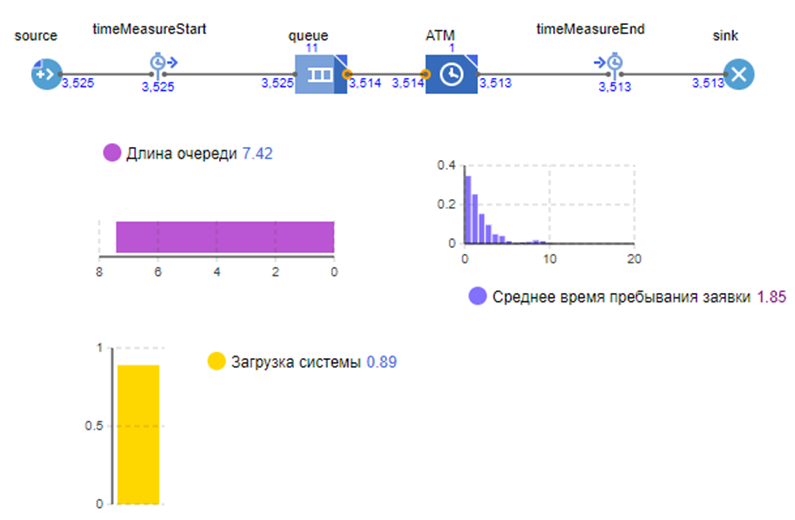 source timeMeasureStart queue ATM timeMeasureEnd sink
11 1
3,525 3,525 3,525 3,514 3,514 3,513 3,513 3,513
Длина очереди 7.42
8 6 4 2 0
0.4
0.2
0
0 10 20
Среднее время пребывания заявки 1.85
1
0.5
0
Загрузка системы 0.89